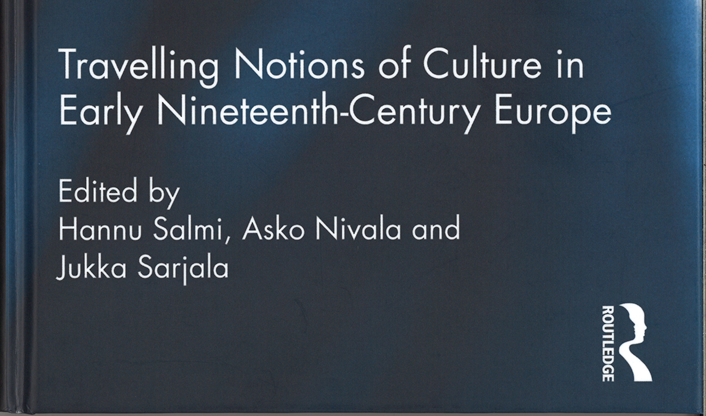 Travelling Notions of Culture in
Early Nineteenth-Century Europe
Edited by
Hannu Salmi, Asko Nivala and
Jukka Sarjala
ROUTLEDGE